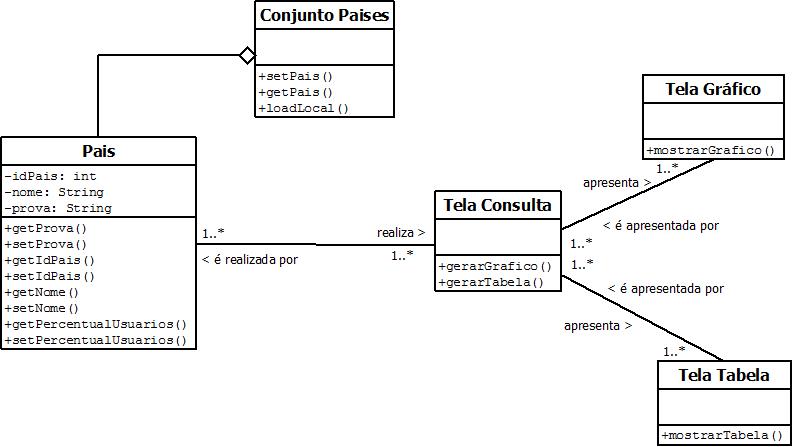 Conjunto Paises
+setPais()
+getPais()
+loadLocal()
Pais
-idPais: int
-nome: String
-prova: String
+getProva()
+setProva()
+getIdPais()
+setIdPais()
+getNome()
+setNome()
+getPercentualUsuarios()
+setPercentualUsuarios()
1..*
< é realizada por
realiza >
1..*
Tela Consulta
+gerarGrafico()
+gerarTabela()
Tela Gráfico
+mostrarGrafico()
1..*
apresenta >
< é apresentada por
1..*
1..*
< é apresentada por
apresenta >
1..*
Tela Tabela
+mostrarTabela()